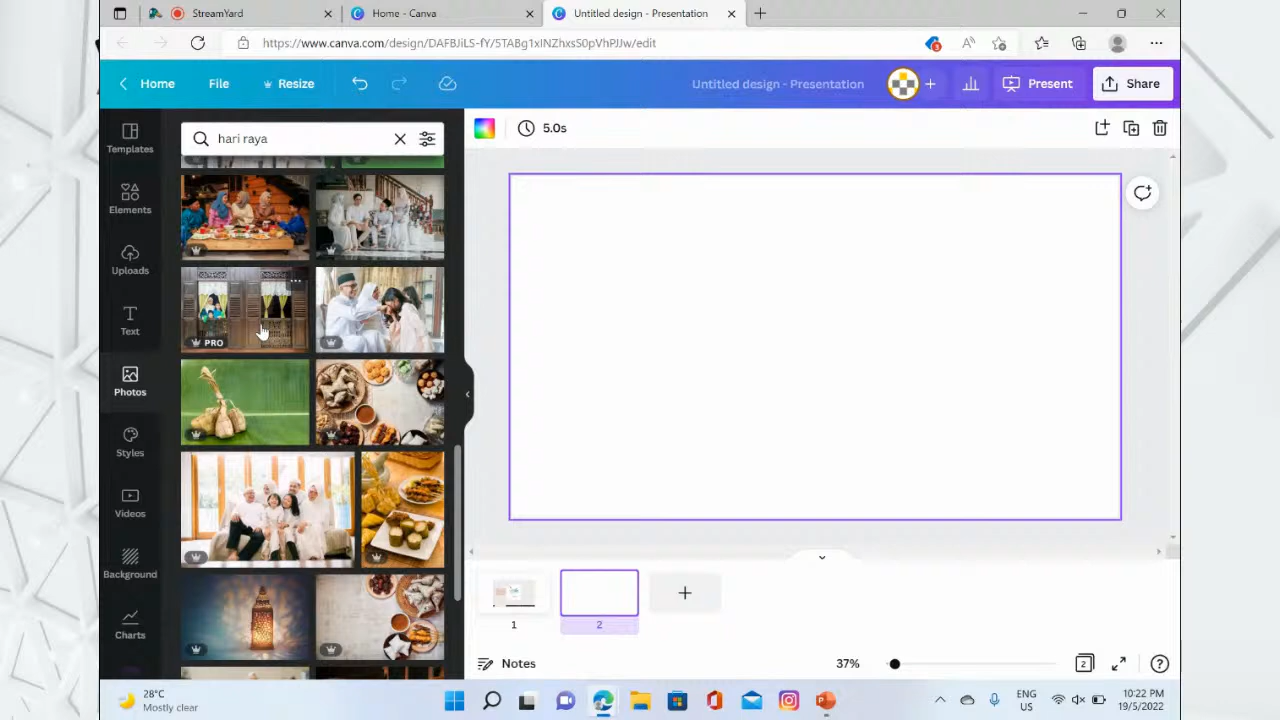 StreamYard
Home - Canva
Untitled design - Presentation
https://www.canva.com/design/DAFBJiLS-fY/5TABg1xINZhxsS0pVhPJJw/edit
Home
File
Resize
Untitled design - Presentation
Present
Share
Templates
Elements
Uploads
Text
Photos
Styles
Videos
Background
Charts
hari raya
PRO
5.0s
1
2
Notes
37%
2
28°C
Mostly clear
ENG
US
10:22 PM
19/5/2022